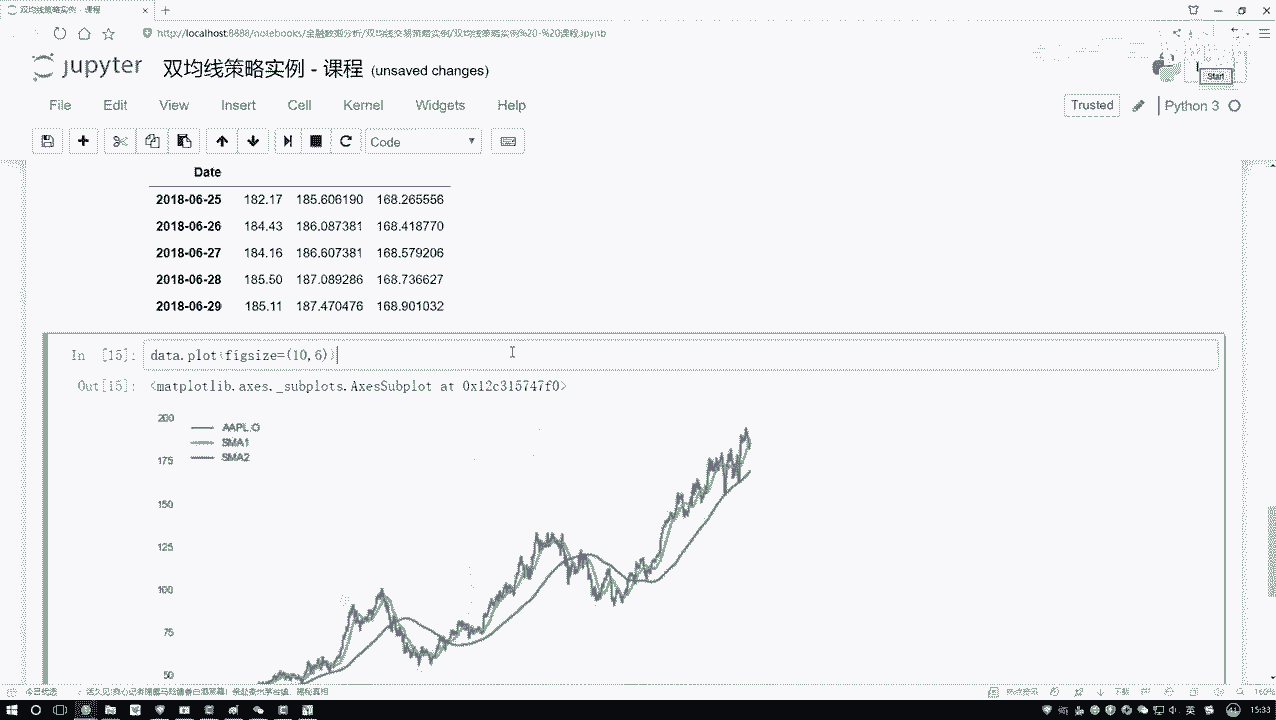 双均线策略实例 - 课程
http://localhost:8888/notebooks/金融数据分析/双均线交易策略实例/双均线策略实例%20-%20课程.ipynb
jupyter 双均线策略实例 - 课程 (unsaved changes)
Start
File Edit View Insert Cell Kernel Widgets Help
Trusted Python 3
Code
Date
2018-06-25 182.17 185.606190 168.265556
2018-06-26 184.43 186.087381 168.418770
2018-06-27 184.16 186.607381 168.579206
2018-06-28 185.50 187.089286 168.736627
2018-06-29 185.11 187.470476 168.901032
In [15]: data.plot(figsize=(10,6))
Out[15]: <matplotlib.axes._subplots.AxesSubplot at 0x12c315747f0>
200
AAPL.O
SMA1
SMA2
175
150
125
100
75
50
今日优选
下载
160%
英
15:33